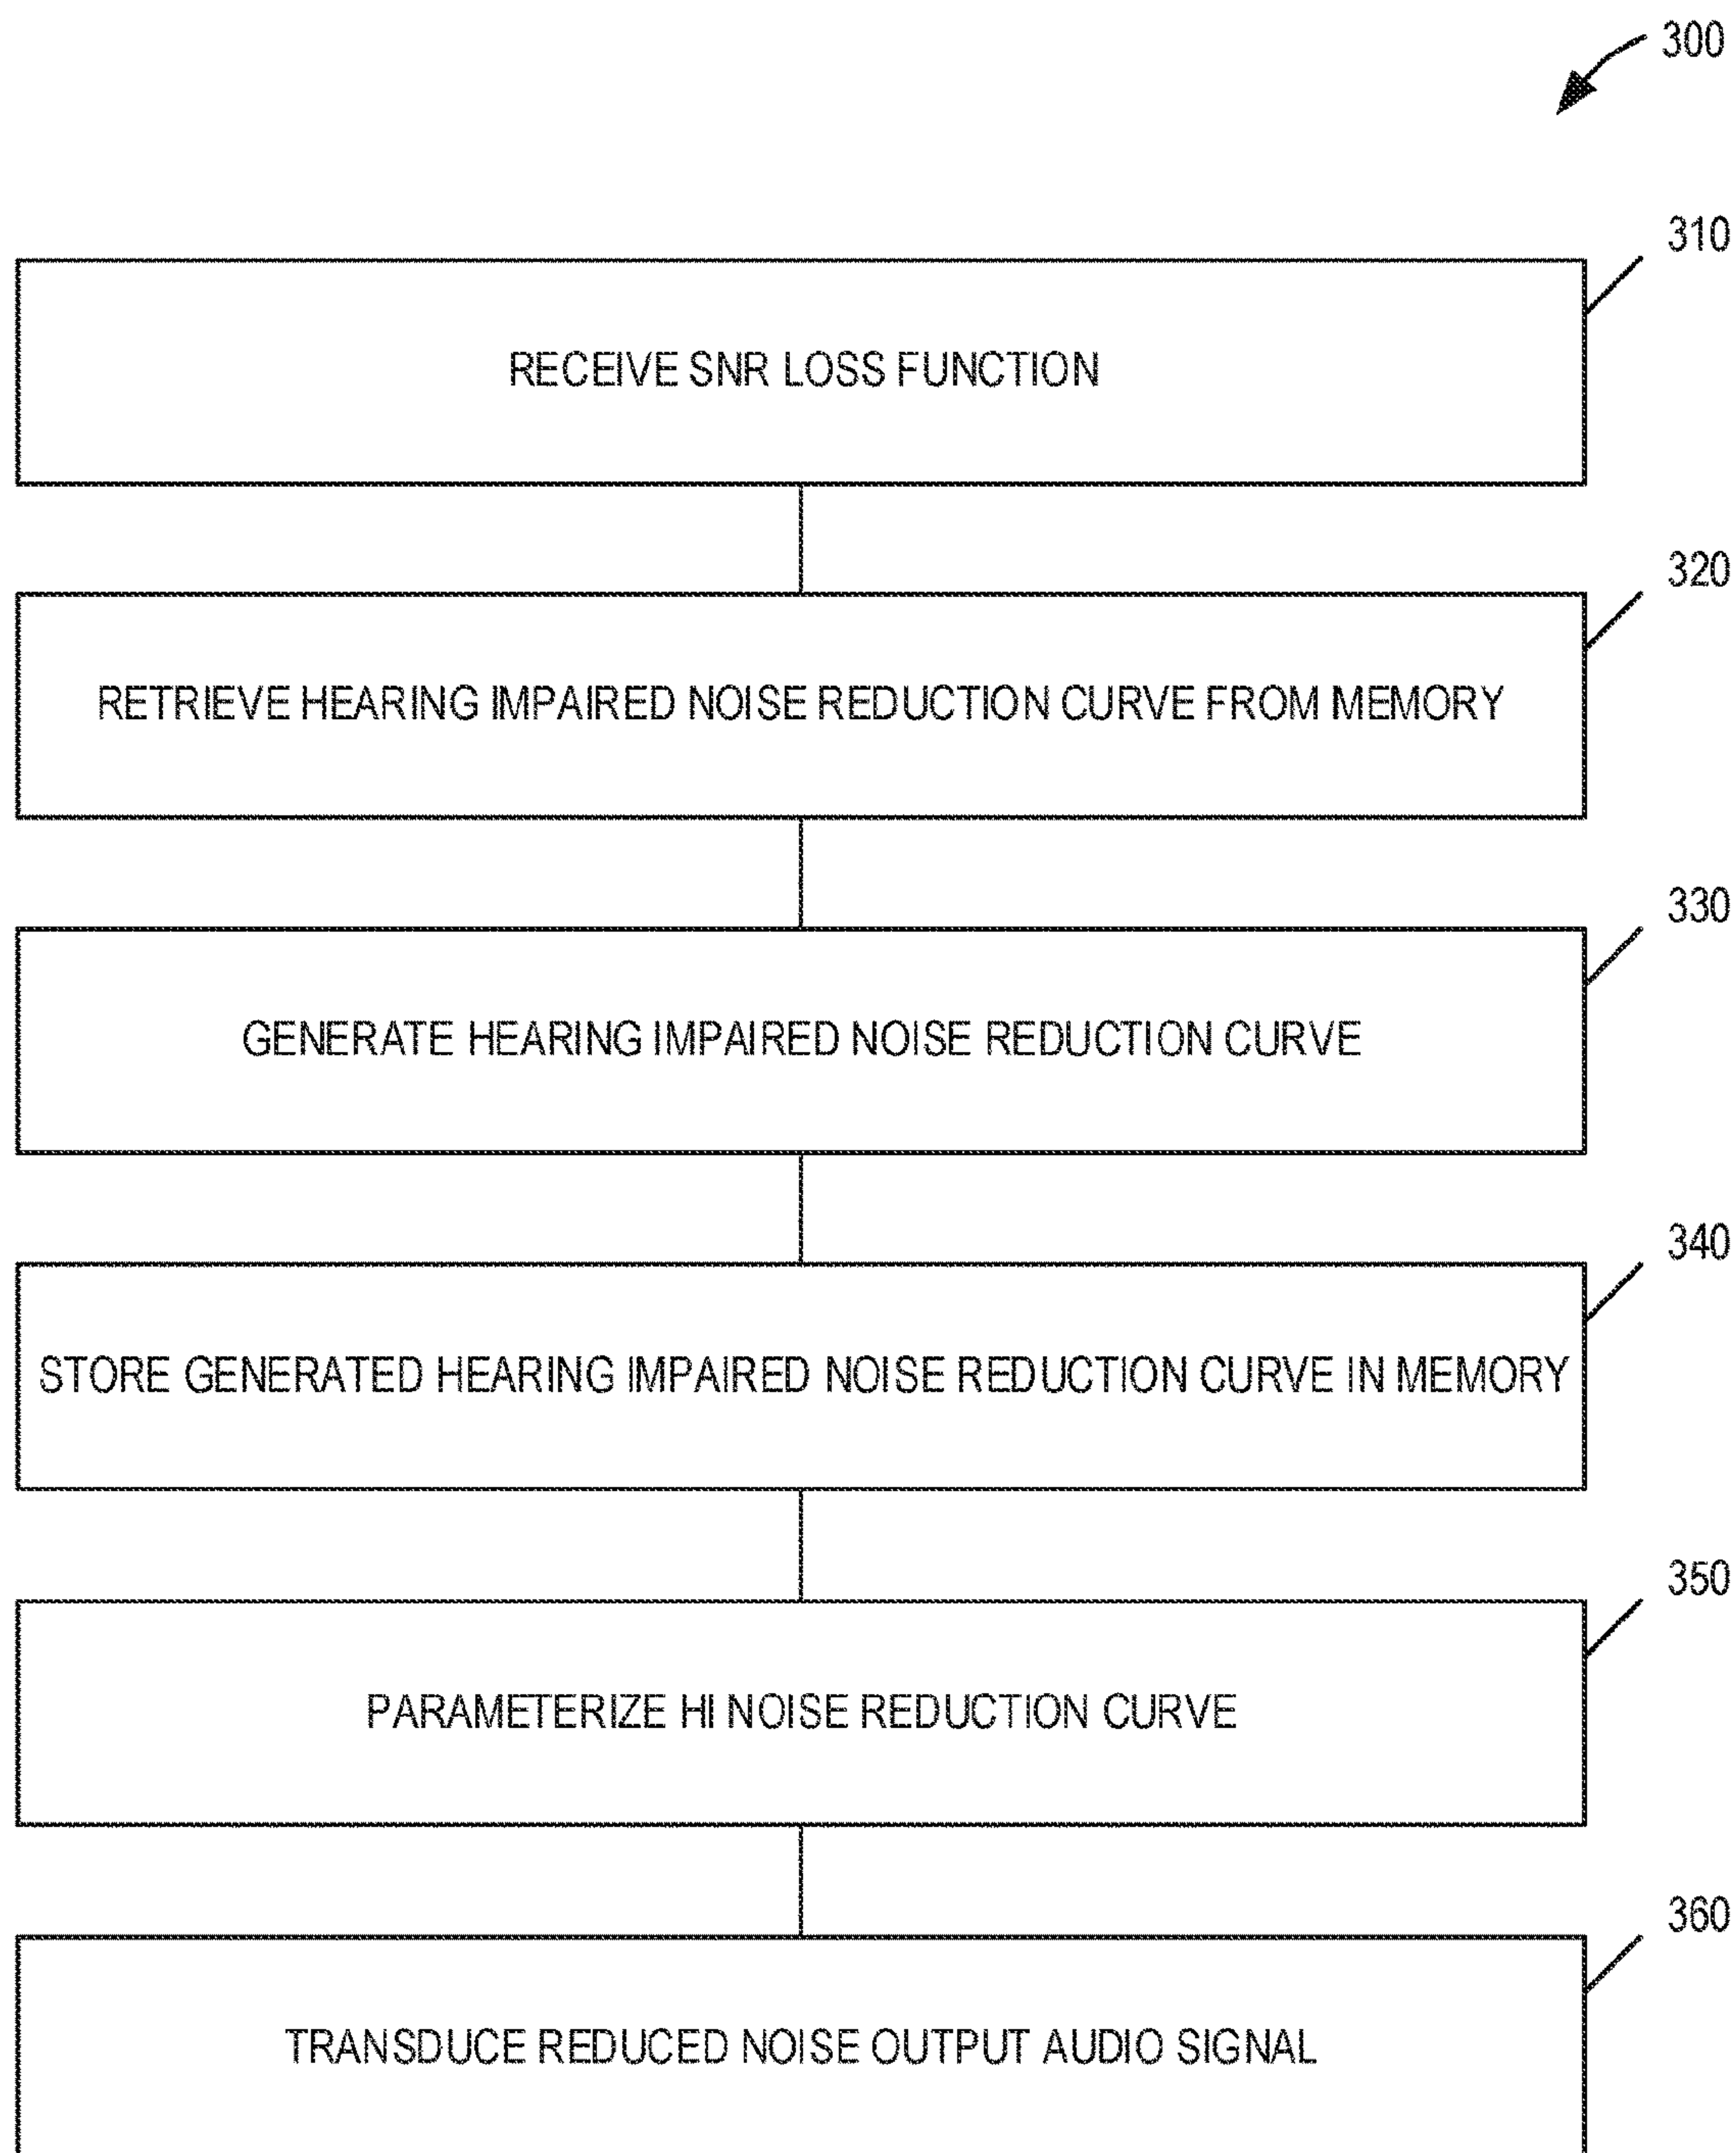 300
310
RECEIVE SNR LOSS FUNCTION
320
RETRIEVE HEARING IMPAIRED NOISE REDUCTION CURVE FROM MEMORY
330
GENERATE HEARING IMPAIRED NOISE REDUCTION CURVE
340
STORE GENERATED HEARING IMPAIRED NOISE REDUCTION CURVE IN MEMORY
350
PARAMETERIZE HI NOISE REDUCTION CURVE
360
TRANSDUCE REDUCED NOISE OUTPUT AUDIO SIGNAL